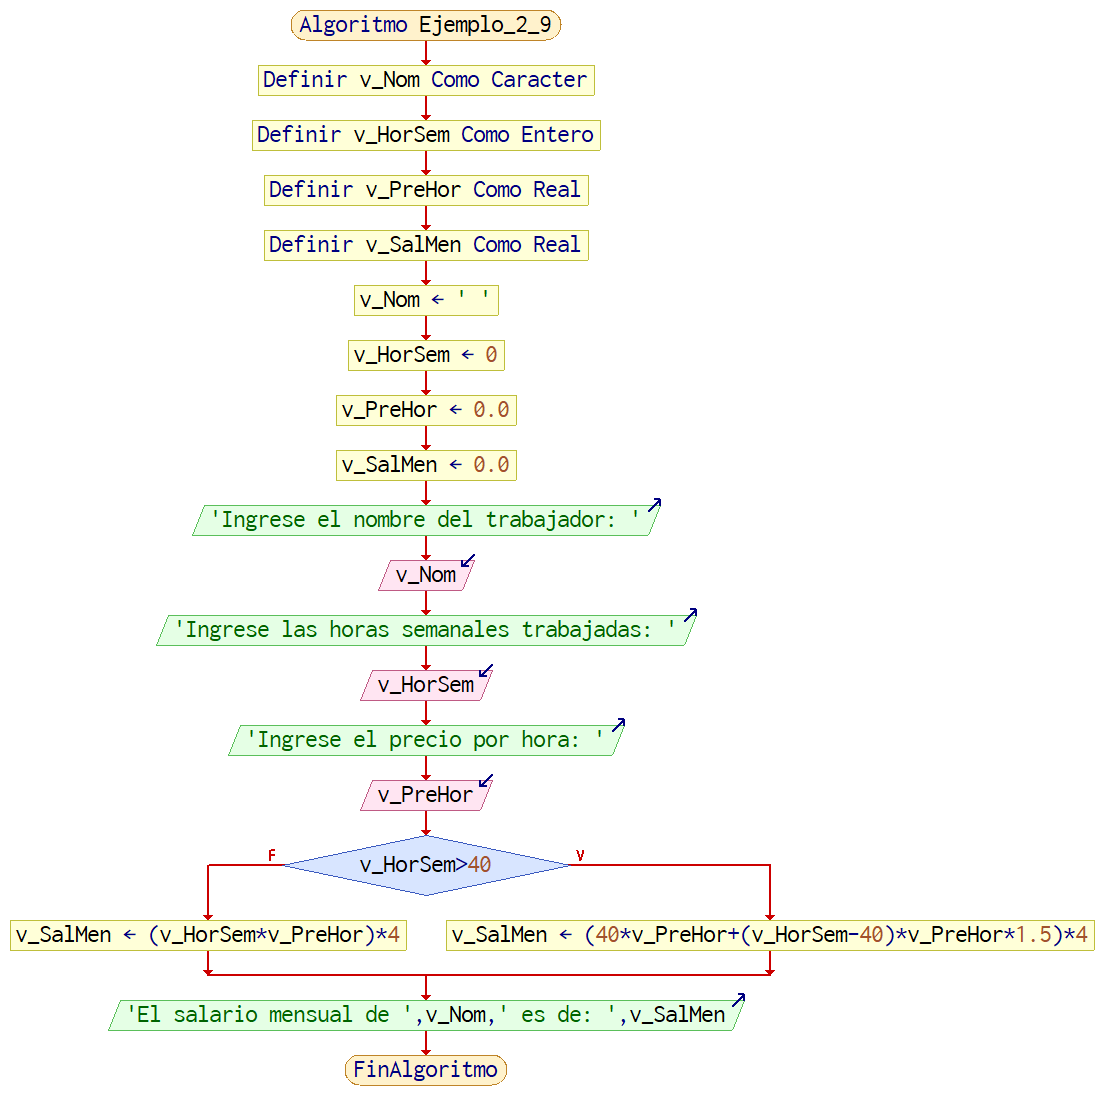 Algoritmo Ejemplo_2_9
Definir v_Nom Como Caracter
Definir v_HorSem Como Entero
Definir v_PreHor Como Real
Definir v_SalMen Como Real
v_Nom ← ' '
v_HorSem ← 0
v_PreHor ← 0.0
v_SalMen ← 0.0
'Ingrese el nombre del trabajador: '
v_Nom
'Ingrese las horas semanales trabajadas: '
v_HorSem
'Ingrese el precio por hora: '
v_PreHor
F
v_HorSem>40
V
v_SalMen ← (v_HorSem*v_PreHor)*4
v_SalMen ← (40*v_PreHor+(v_HorSem-40)*v_PreHor*1.5)*4
'El salario mensual de ',v_Nom,' es de: ',v_SalMen
FinAlgoritmo